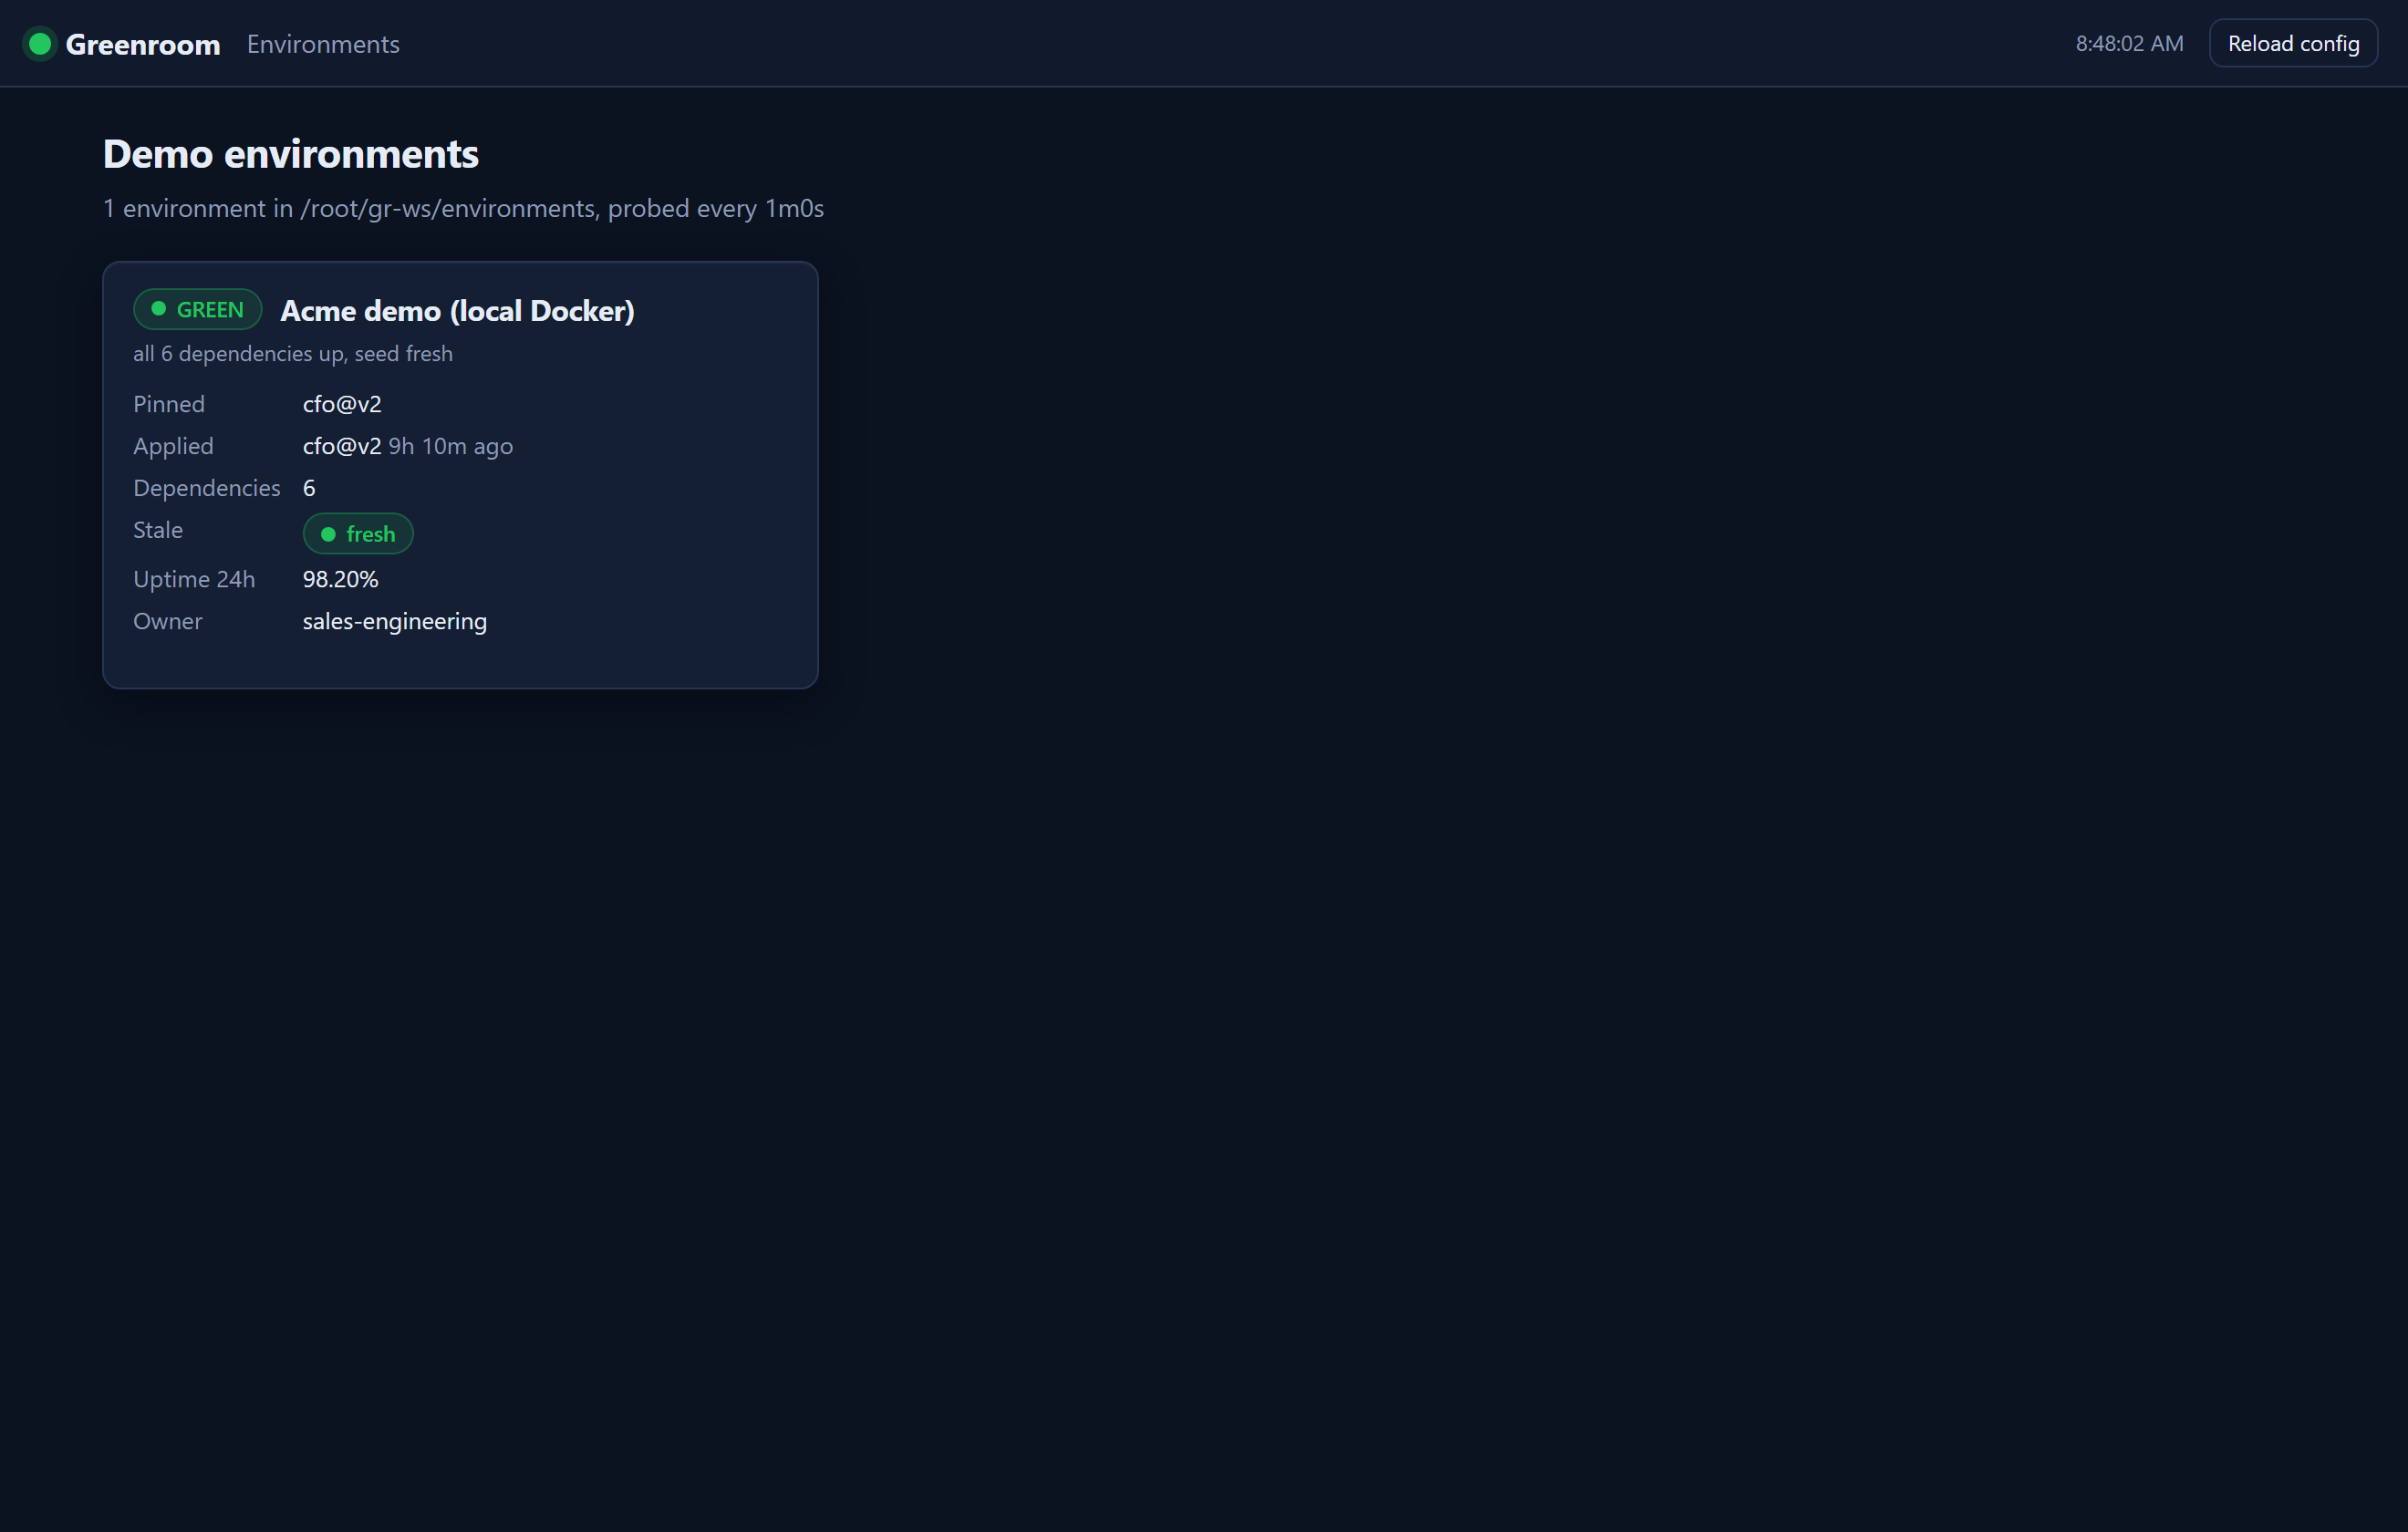 Greenroom Environments 8:48:02 AM Reload config
Demo environments
1 environment in /root/gr-ws/environments, probed every 1m0s
GREEN Acme demo (local Docker)
all 6 dependencies up, seed fresh
Pinned cfo@v2
Applied cfo@v2 9h 10m ago
Dependencies 6
Stale fresh
Uptime 24h 98.20%
Owner sales-engineering